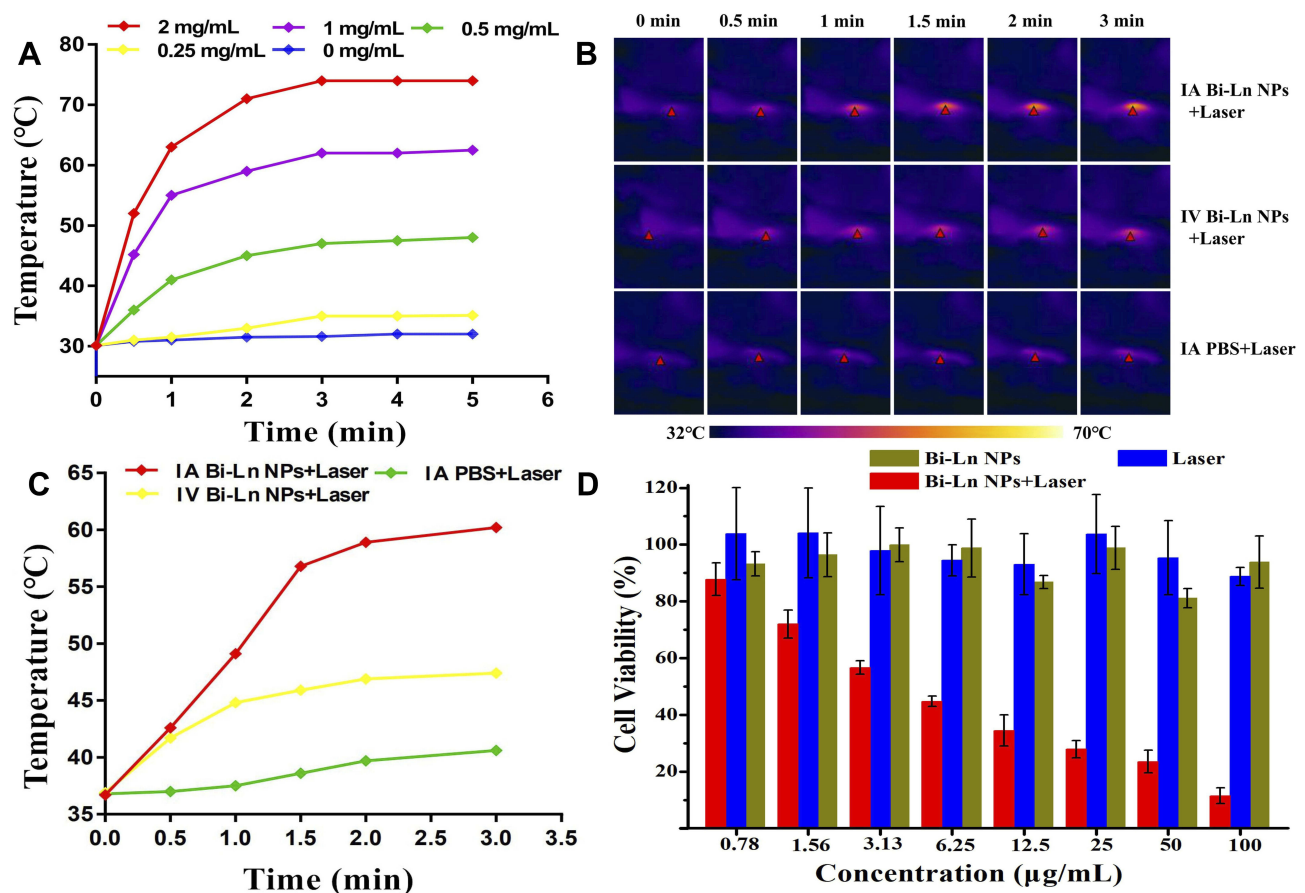 A
2 mg/mL
1 mg/mL
0.5 mg/mL
0.25 mg/mL
0 mg/mL
Temperature (℃)
80
70
60
50
40
30
0
1
2
3
4
5
6
Time (min)
B
0 min
0.5 min
1 min
1.5 min
2 min
3 min
IA Bi-Ln NPs
+Laser
IV Bi-Ln NPs
+Laser
IA PBS+Laser
32℃
70℃
C
IA Bi-Ln NPs+Laser
IA PBS+Laser
IV Bi-Ln NPs+Laser
Temperature (℃)
65
60
55
50
45
40
35
0.0
0.5
1.0
1.5
2.0
2.5
3.0
3.5
Time (min)
D
Bi-Ln NPs
Laser
Bi-Ln NPs+Laser
Cell Viability (%)
120
100
80
60
40
20
0.78
1.56
3.13
6.25
12.5
25
50
100
Concentration (μg/mL)